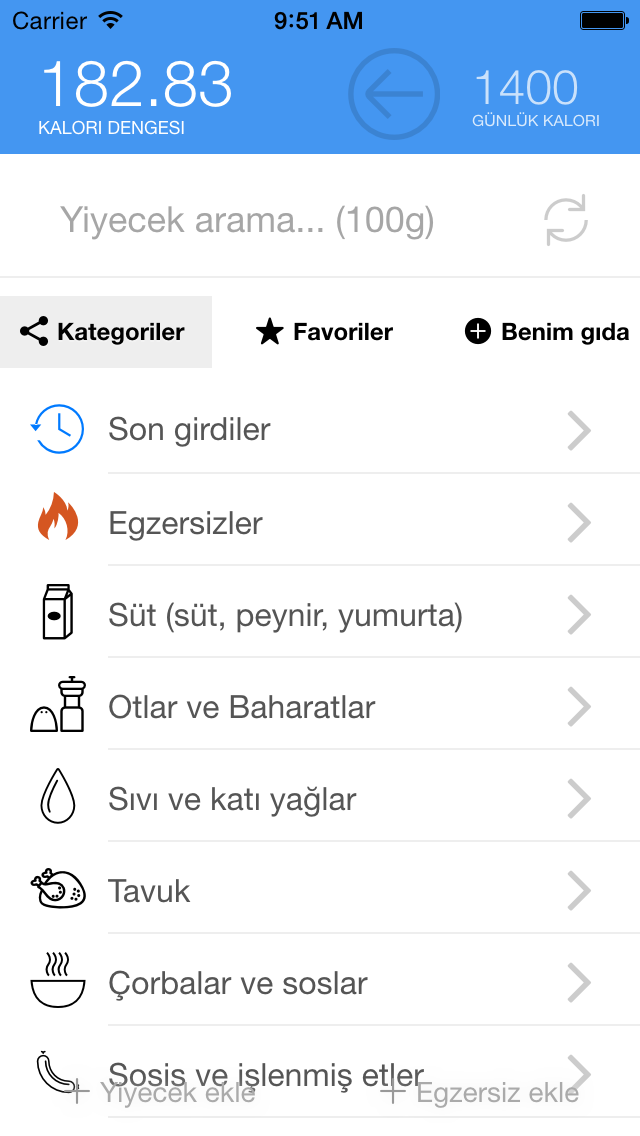 Carrier 9:51 AM
182.83 1400
KALORI DENGESI GÜNLÜK KALORI
Yiyecek arama... (100g)
Kategoriler Favoriler Benim gıda
Son girdiler
Egzersizler
Süt (süt, peynir, yumurta)
Otlar ve Baharatlar
Sıvı ve katı yağlar
Tavuk
Çorbalar ve soslar
Sosis ve işlenmiş etler
+ Yiyecek ekle + Egzersiz ekle